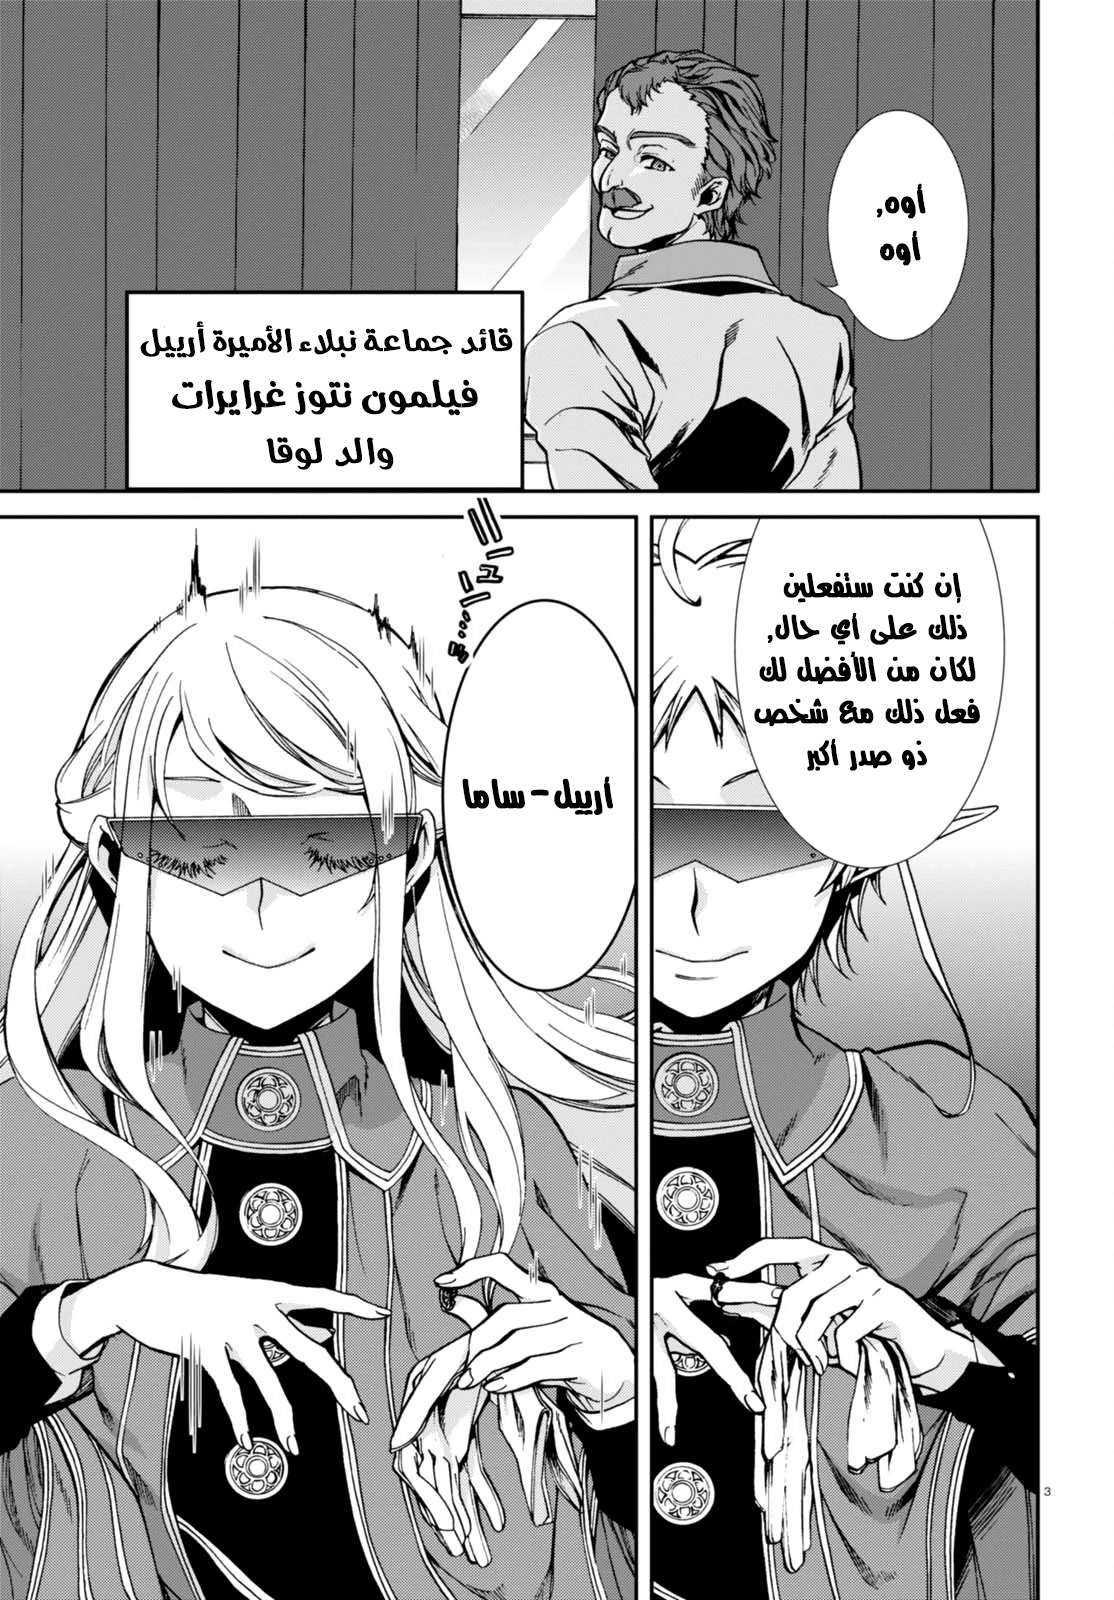 أوه,
أوه
قائد جماعة نبلاء الأميرة أرييل
فيلمون نتوز غرايرات
والد لوقا
إن كنت ستفعلين
ذلك على أي حال,
لكان من الأفضل لك
فعل ذلك مع شخص
ذو صدر أكبر
أرييل-ساما
3